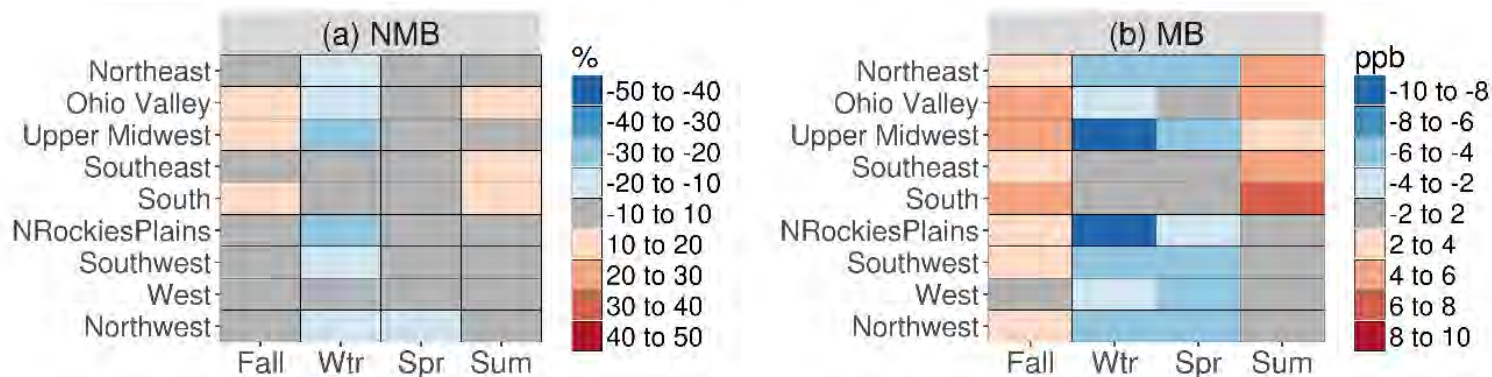 (a) NMB
%
Northeast
Ohio Valley
Upper Midwest
Southeast
South
NRockiesPlains
Southwest
West
Northwest
Fall Wtr Spr Sum
-50 to -40
-40 to -30
-30 to -20
-20 to -10
-10 to 10
10 to 20
20 to 30
30 to 40
40 to 50
(b) MB
ppb
Northeast
Ohio Valley
Upper Midwest
Southeast
South
NRockiesPlains
Southwest
West
Northwest
Fall Wtr Spr Sum
-10 to -8
-8 to -6
-6 to -4
-4 to -2
-2 to 2
2 to 4
4 to 6
6 to 8
8 to 10